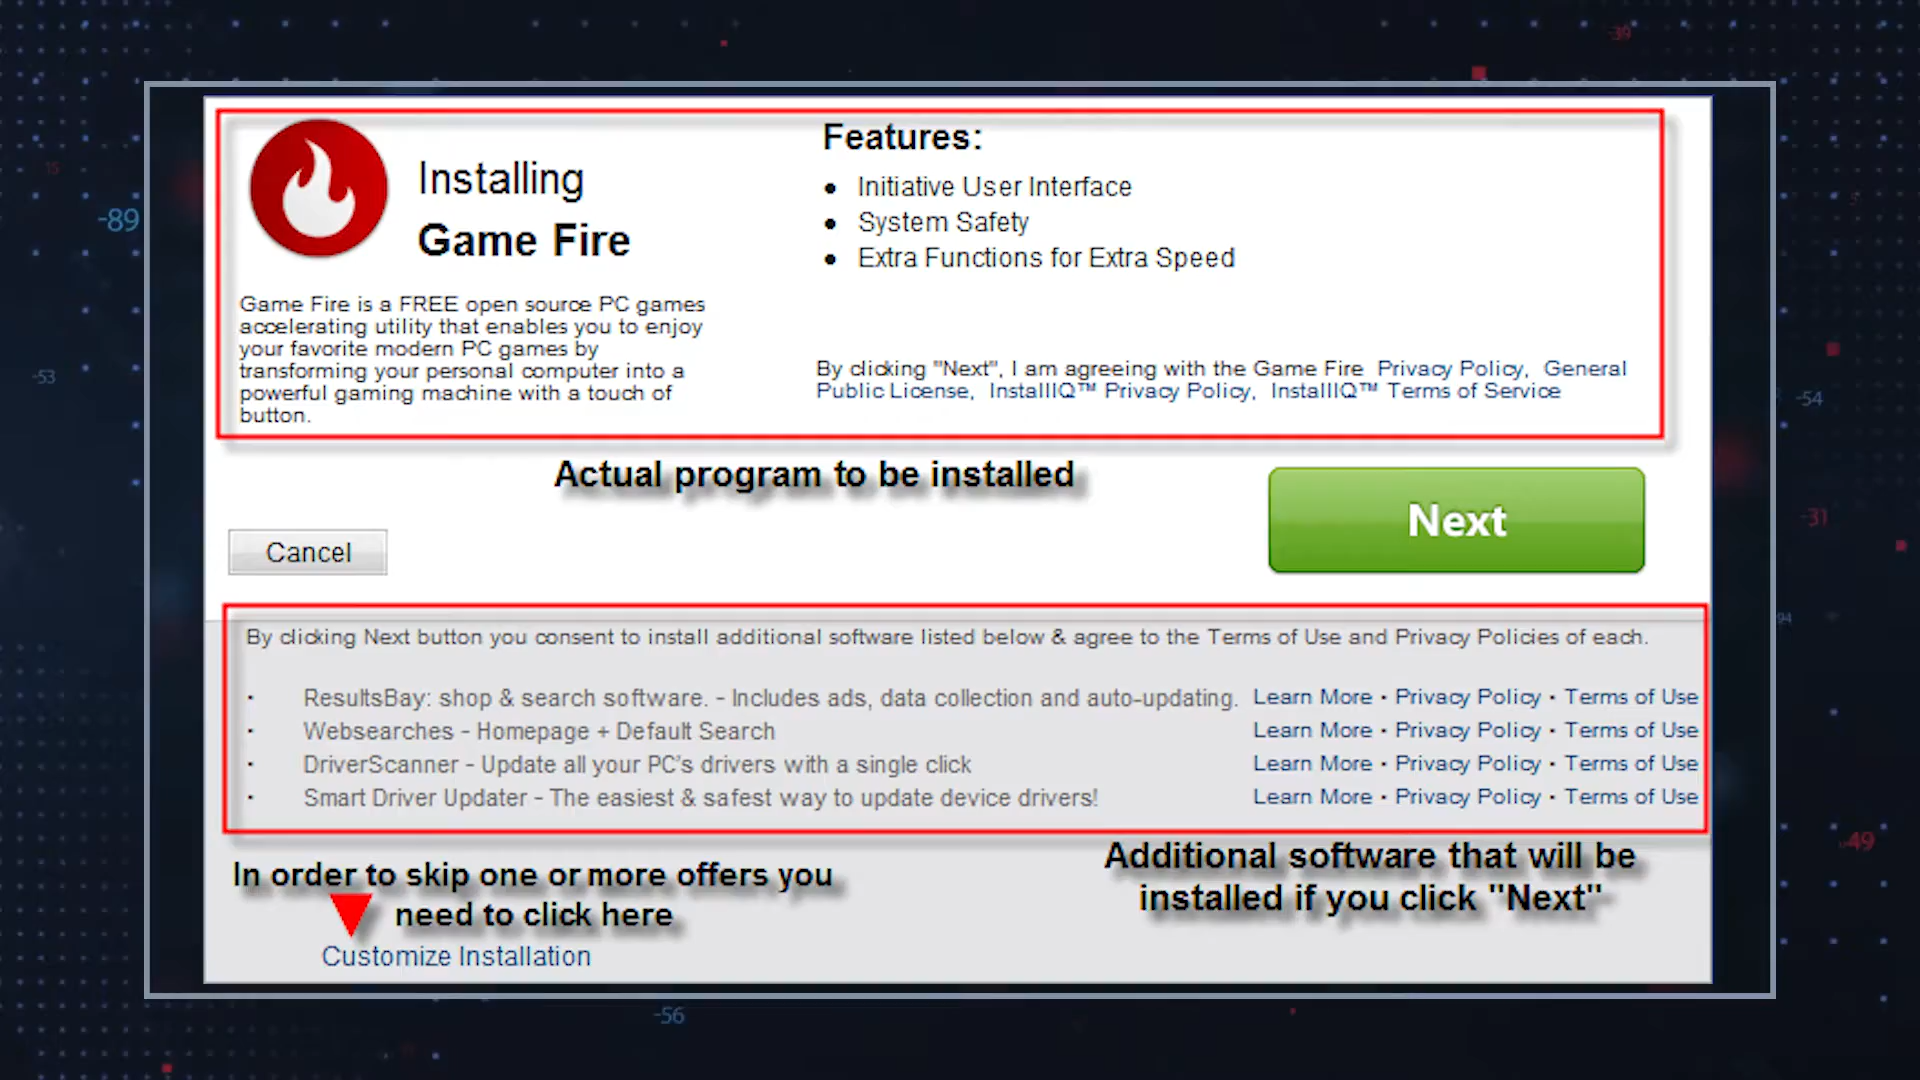 -39
15
-89
-53
-54
-31
94
-49
-56
Installing
Game Fire
Game Fire is a FREE open source PC games
accelerating utility that enables you to enjoy
your favorite modern PC games by
transforming your personal computer into a
powerful gaming machine with a touch of
button.
Features:
• Initiative User Interface
• System Safety
• Extra Functions for Extra Speed
By clicking "Next", I am agreeing with the Game Fire Privacy Policy, General
Public License, InstallIQ™ Privacy Policy, InstallIQ™ Terms of Service
Actual program to be installed
Next
Cancel
By clicking Next button you consent to install additional software listed below & agree to the Terms of Use and Privacy Policies of each.
· ResultsBay: shop & search software. - Includes ads, data collection and auto-updating. Learn More · Privacy Policy · Terms of Use
· Websearches - Homepage + Default Search Learn More · Privacy Policy · Terms of Use
· DriverScanner - Update all your PC's drivers with a single click Learn More · Privacy Policy · Terms of Use
· Smart Driver Updater - The easiest & safest way to update device drivers! Learn More · Privacy Policy · Terms of Use
In order to skip one or more offers you
need to click here
Customize Installation
Additional software that will be
installed if you click "Next"